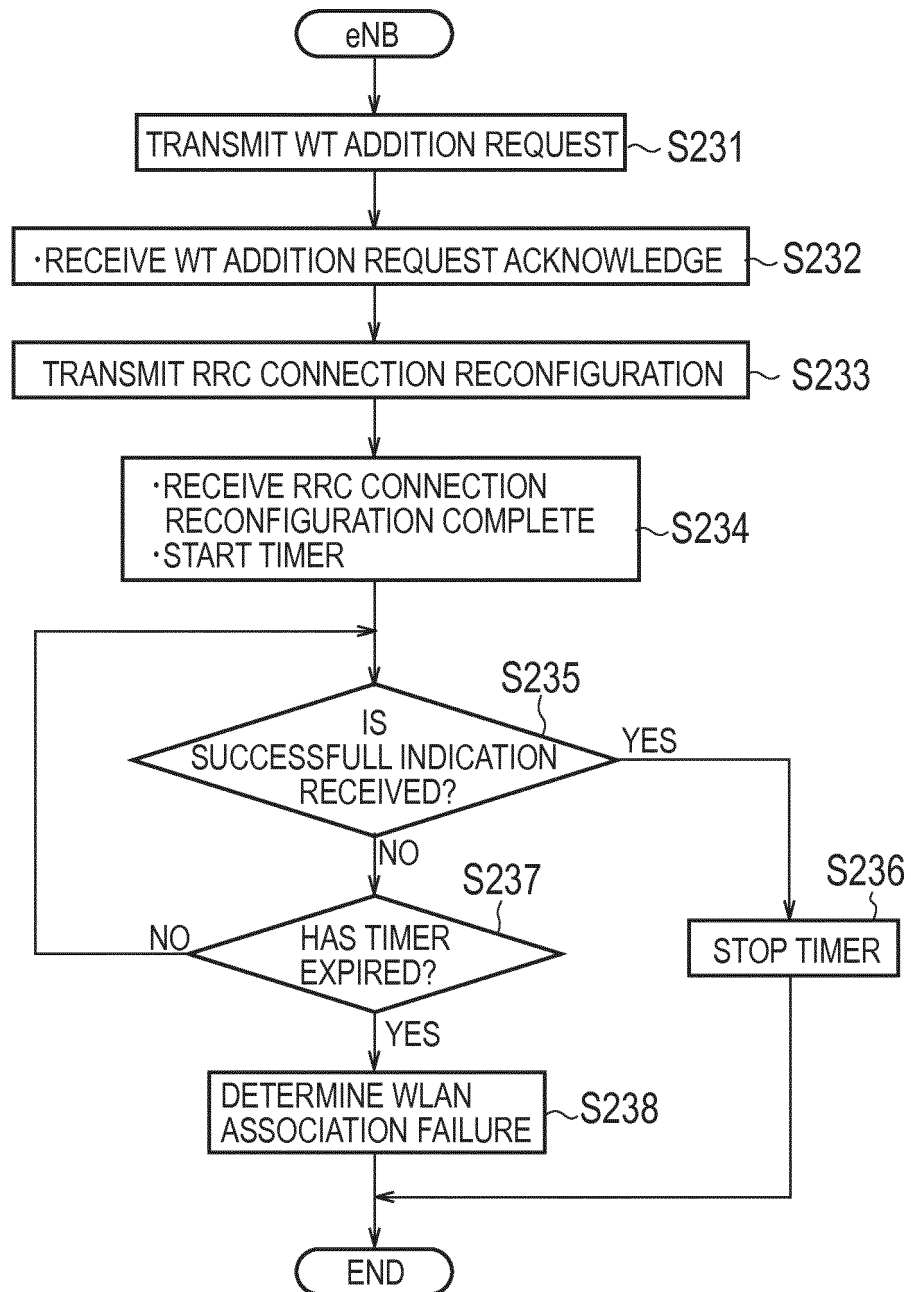 eNB
TRANSMIT WT ADDITION REQUEST
S231
·RECEIVE WT ADDITION REQUEST ACKNOWLEDGE
S232
TRANSMIT RRC CONNECTION RECONFIGURATION
S233
·RECEIVE RRC CONNECTION
RECONFIGURATION COMPLETE
·START TIMER
S234
S235
IS
SUCCESSFULL INDICATION
RECEIVED?
YES
NO
S237
S236
HAS TIMER
EXPIRED?
NO
STOP TIMER
YES
DETERMINE WLAN
ASSOCIATION FAILURE
S238
END